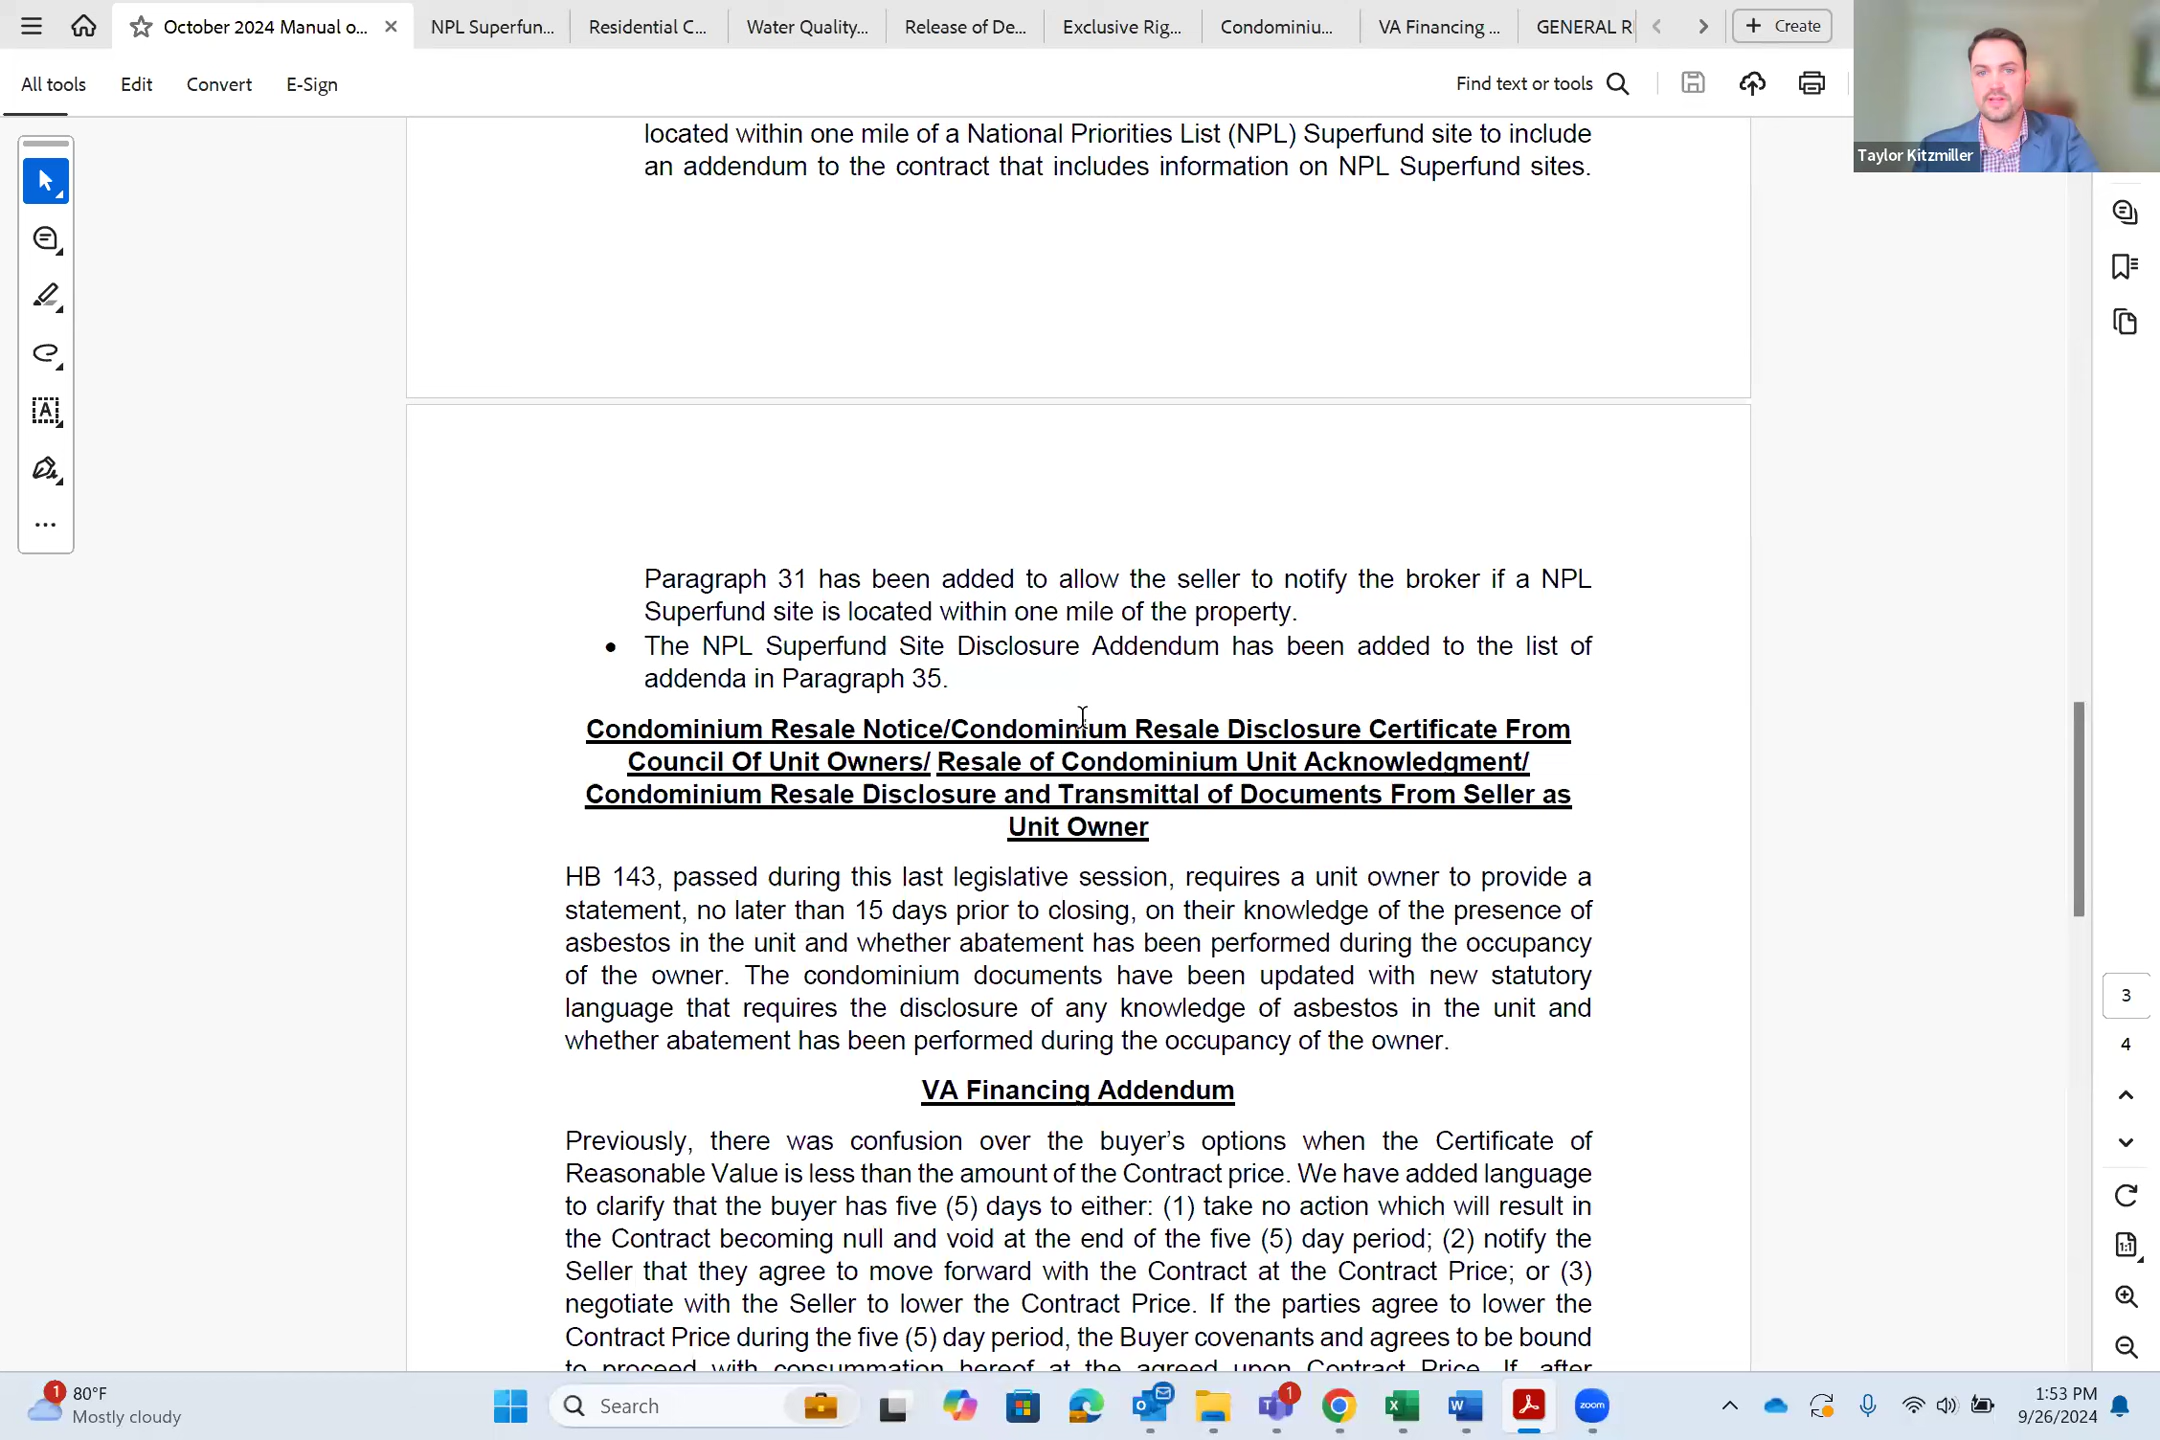 October 2024 Manual o...
NPL Superfun...
Residential C...
Water Quality...
Release of De...
Exclusive Rig...
Condominiu...
VA Financing ...
GENERAL R
Create
All tools
Edit
Convert
E-Sign
Find text or tools
Taylor Kitzmiller
located within one mile of a National Priorities List (NPL) Superfund site to include
an addendum to the contract that includes information on NPL Superfund sites.
Paragraph 31 has been added to allow the seller to notify the broker if a NPL
Superfund site is located within one mile of the property.
• The NPL Superfund Site Disclosure Addendum has been added to the list of
addenda in Paragraph 35.
Condominium Resale Notice/Condominium Resale Disclosure Certificate From
Council Of Unit Owners/ Resale of Condominium Unit Acknowledgment/
Condominium Resale Disclosure and Transmittal of Documents From Seller as
Unit Owner
HB 143, passed during this last legislative session, requires a unit owner to provide a
statement, no later than 15 days prior to closing, on their knowledge of the presence of
asbestos in the unit and whether abatement has been performed during the occupancy
of the owner. The condominium documents have been updated with new statutory
language that requires the disclosure of any knowledge of asbestos in the unit and
whether abatement has been performed during the occupancy of the owner.
VA Financing Addendum
Previously, there was confusion over the buyer’s options when the Certificate of
Reasonable Value is less than the amount of the Contract price. We have added language
to clarify that the buyer has five (5) days to either: (1) take no action which will result in
the Contract becoming null and void at the end of the five (5) day period; (2) notify the
Seller that they agree to move forward with the Contract at the Contract Price; or (3)
negotiate with the Seller to lower the Contract Price. If the parties agree to lower the
Contract Price during the five (5) day period, the Buyer covenants and agrees to be bound
to proceed with consummation hereof at the agreed upon Contract Price. If, after
3
4
1
80°F
Mostly cloudy
Search
1
zoom
1:53 PM
9/26/2024